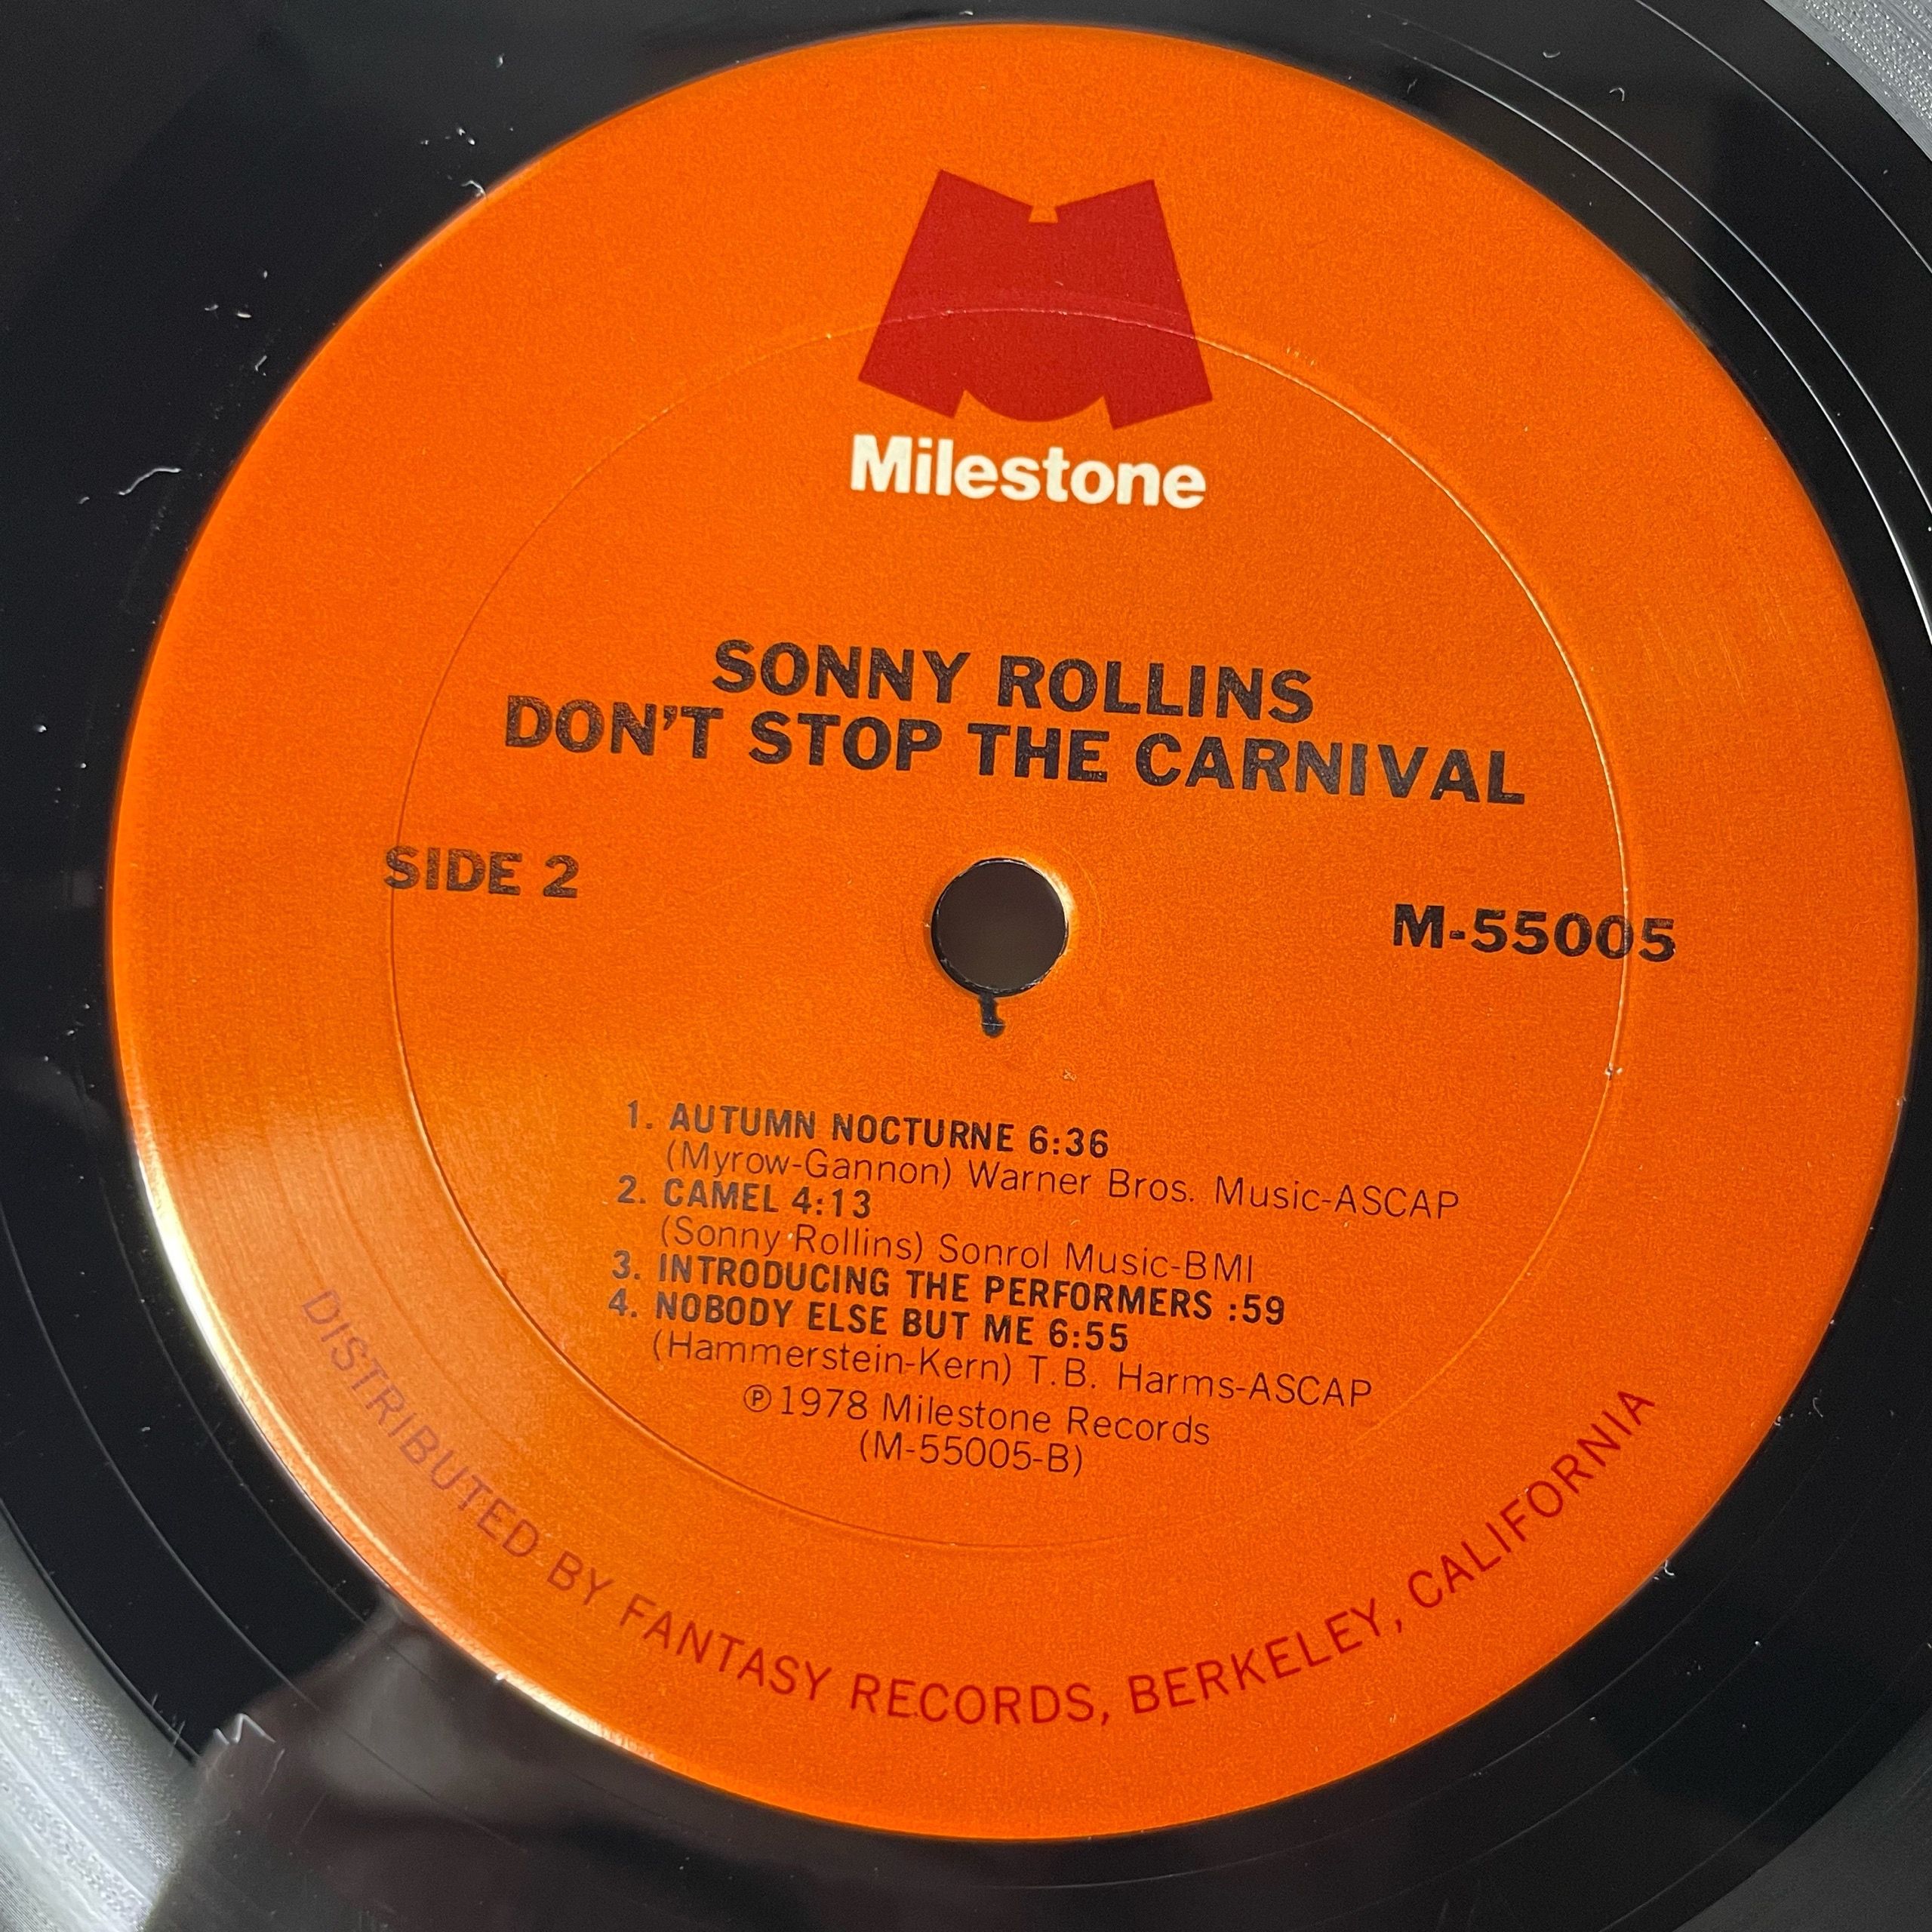 Milestone
SONNY ROLLINS
DON'T STOP THE CARNIVAL
SIDE 2
M-55005
1. AUTUMN NOCTURNE 6:36
(Myrow-Gannon) Warner Bros. Music-ASCAP
2. CAMEL 4:13
(Sonny Rollins) Sonrol Music-BMI
3. INTRODUCING THE PERFORMERS :59
4. NOBODY ELSE BUT ME 6:55
(Hammerstein-Kern) T.B. Harms-ASCAP
℗ 1978 Milestone Records
(M-55005-B)
DISTRIBUTED BY FANTASY RECORDS, BERKELEY, CALIFORNIA